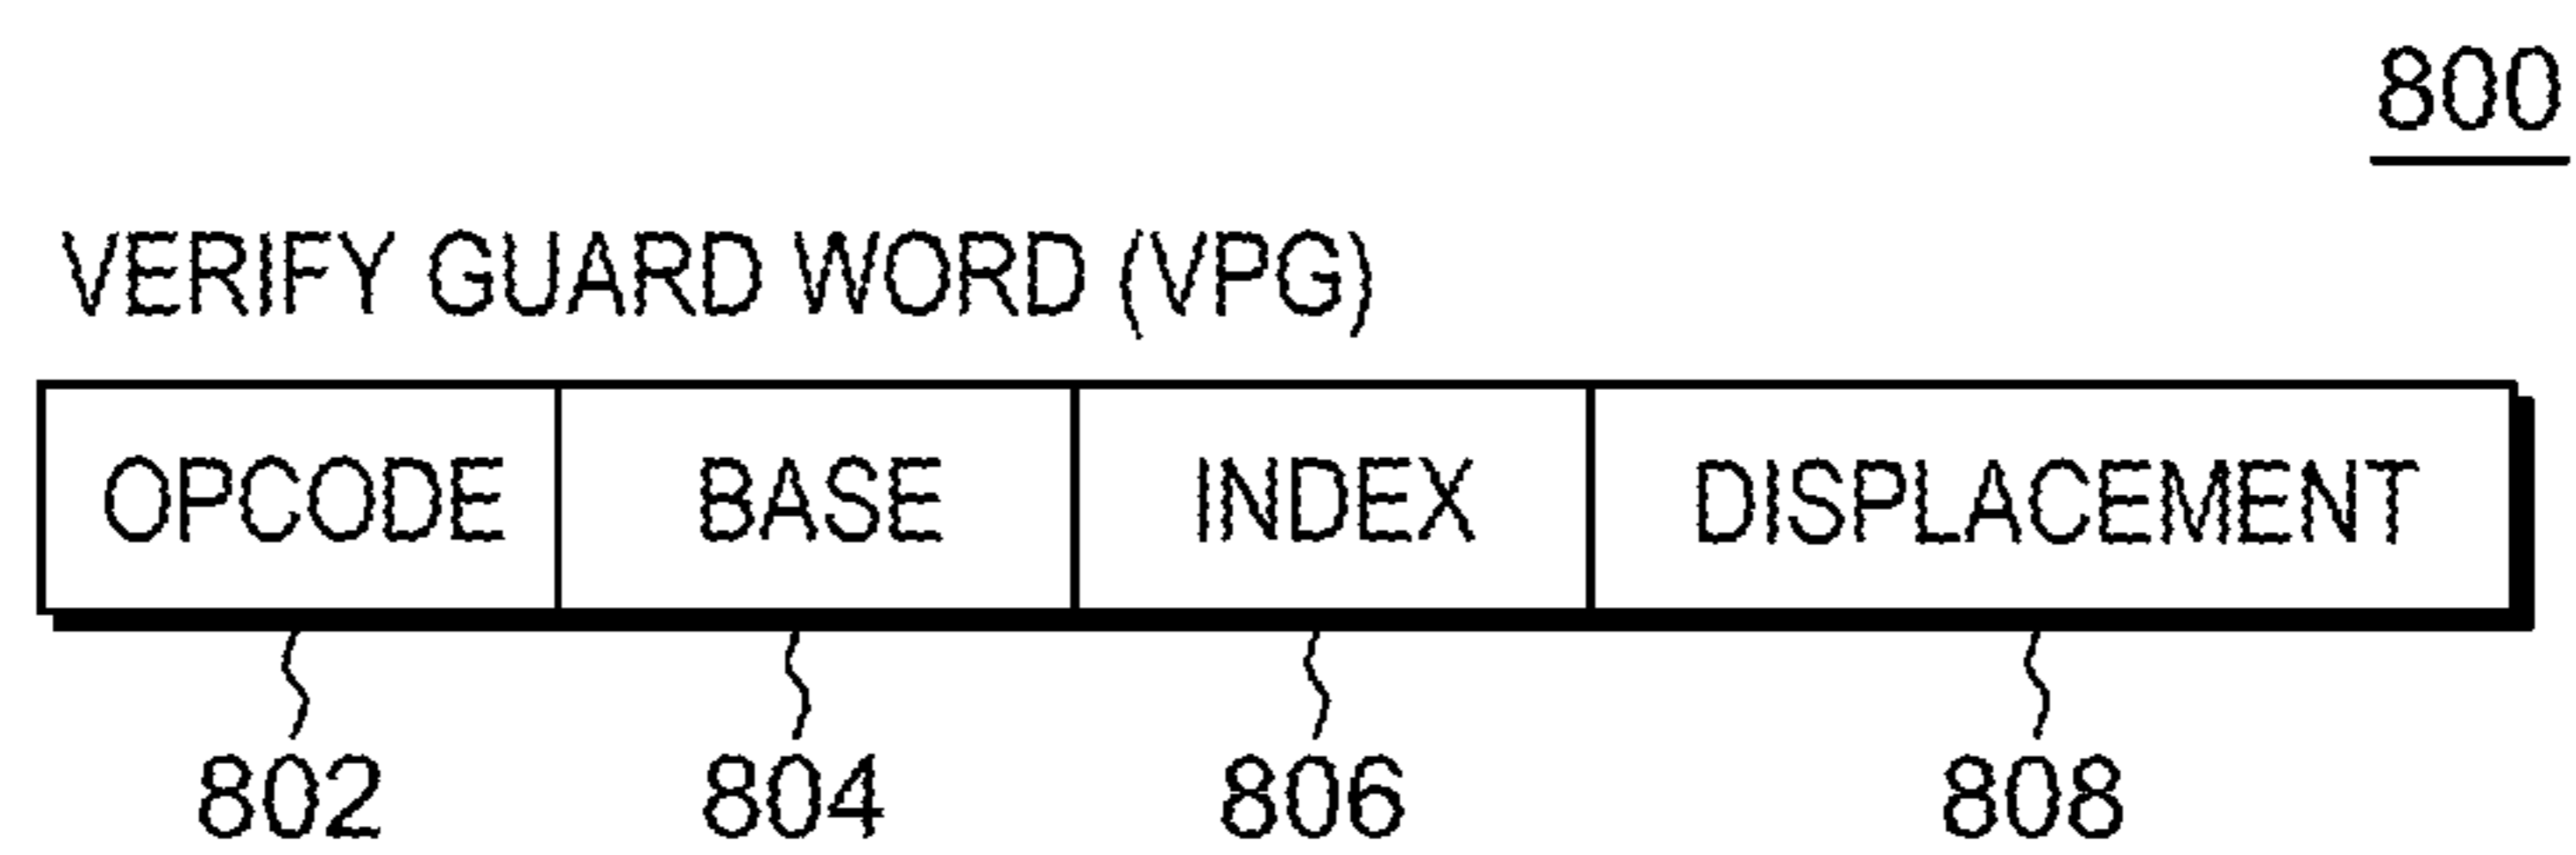 800
VERIFY GUARD WORD (VPG)
OPCODE BASE INDEX DISPLACEMENT
802 804 806 808